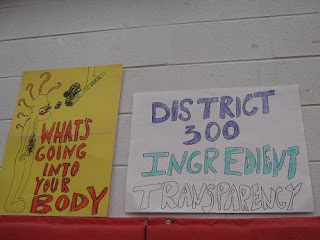 WHAT'S
GOING
INTO
YOUR
BODY
DISTRICT
300
INGREDIENT
TRANSPARENCY